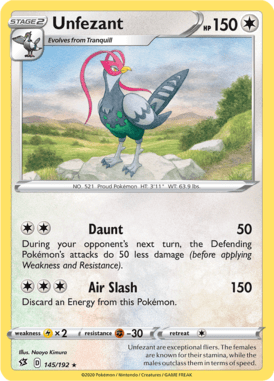 STAGE 2 Unfezant HP 150
Evolves from Tranquill
NO. 521 Proud Pokémon HT: 3'11" WT: 63.9 lbs.
Daunt 50
During your opponent's next turn, the Defending
Pokémon's attacks do 50 less damage (before applying
Weakness and Resistance).
Air Slash 150
Discard an Energy from this Pokémon.
weakness ×2 resistance -30 retreat
Illus. Naoyo Kimura
D 145/192 ★
Unfezant are exceptional fliers. The females
are known for their stamina, while the
males outclass them in terms of speed.
©2020 Pokémon / Nintendo / Creatures / GAME FREAK